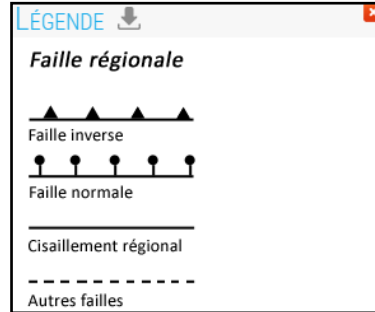 LÉGENDE
Faille régionale
Faille inverse
Faille normale
Cisaillement régional
Autres failles